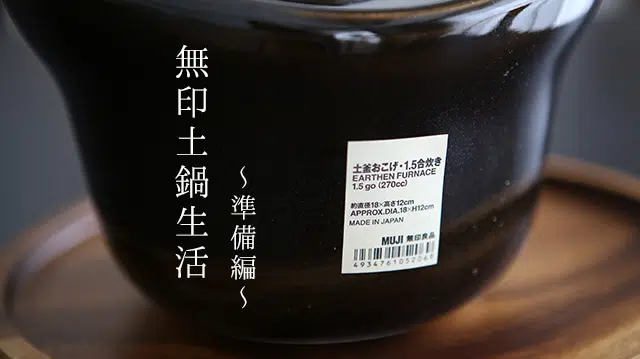 無印土鍋生活
～準備編～
土釜おこげ・1.5合炊き
EARTHEN FURNACE
1.5 go (270cc)
約直径18×高さ12cm
APPROX.DIA.18×H12cm
MADE IN JAPAN
MUJI 無印良品
4934761052068